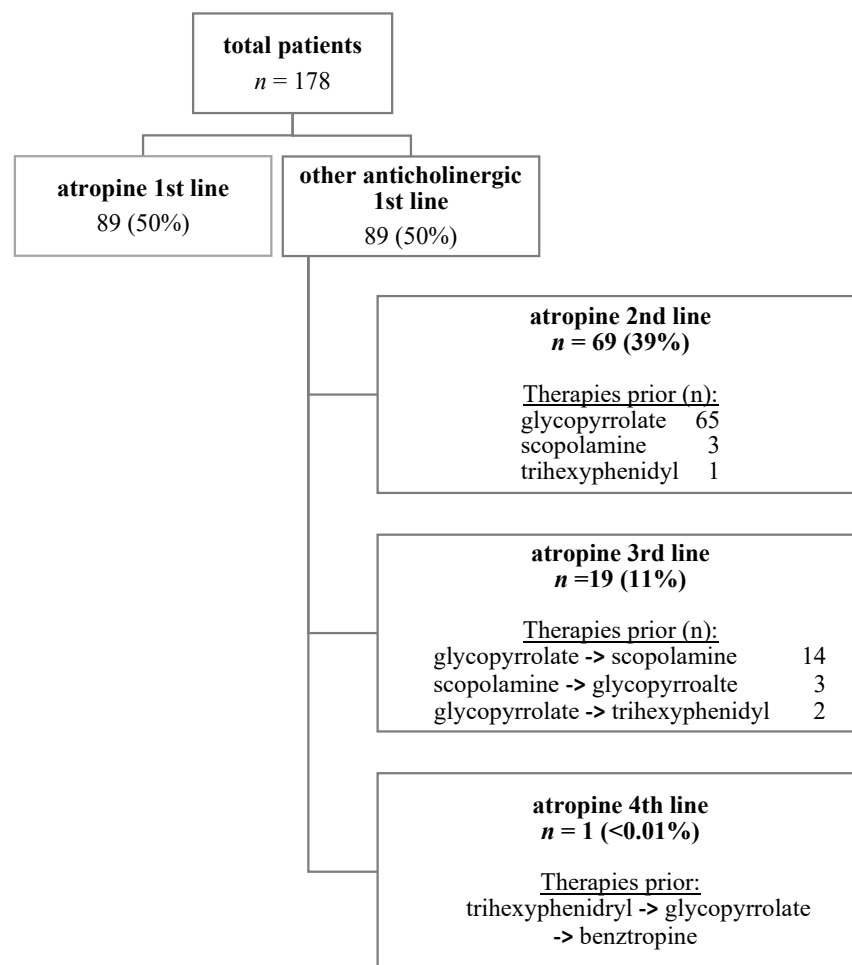 total patients
n = 178
atropine 1st line
89 (50%)
other anticholinergic
1st line
89 (50%)
atropine 2nd line
n = 69 (39%)
Therapies prior (n):
glycopyrrolate 65
scopolamine 3
trihexyphenidyl 1
atropine 3rd line
n =19 (11%)
Therapies prior (n):
glycopyrrolate -> scopolamine 14
scopolamine -> glycopyrroalte 3
glycopyrrolate -> trihexyphenidyl 2
atropine 4th line
n = 1 (<0.01%)
Therapies prior:
trihexyphenidryl -> glycopyrrolate
-> benztropine